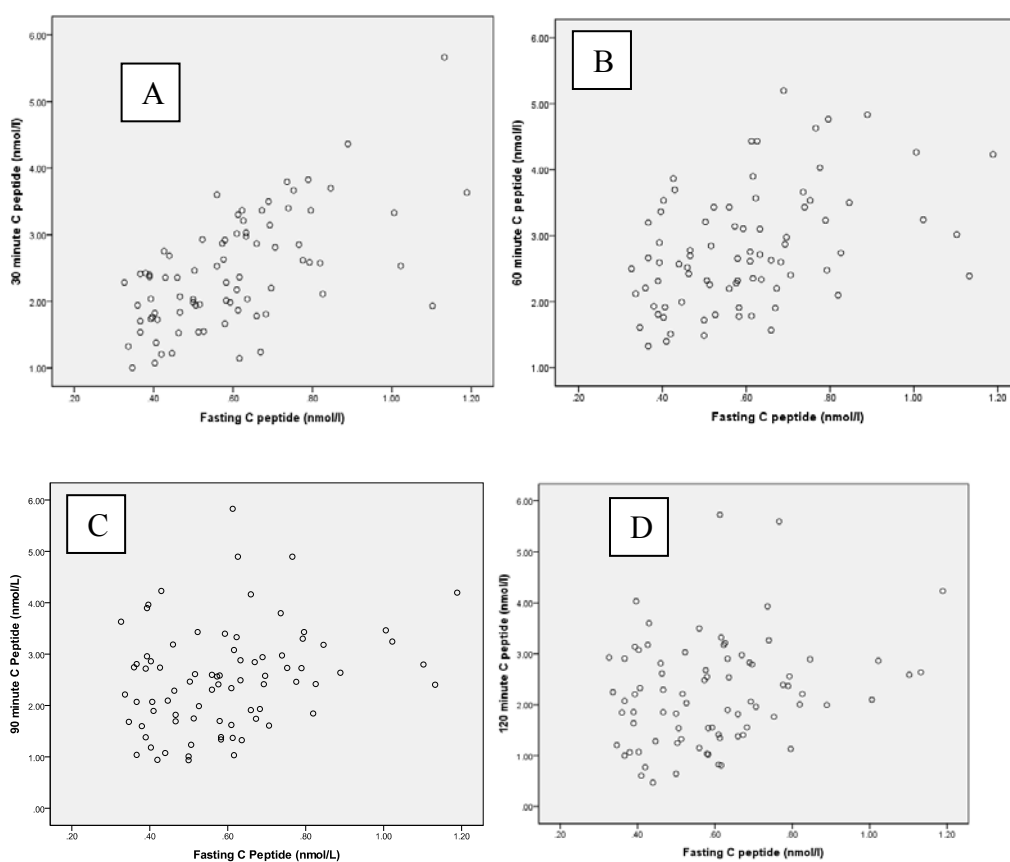 A
30 minute C peptide (nmol/l)
6.00
5.00
4.00
3.00
2.00
1.00
.20 .40 .60 .80 1.00 1.20
Fasting C peptide (nmol/l)
B
60 minute C peptide (nmol/l)
6.00
5.00
4.00
3.00
2.00
1.00
.20 .40 .60 .80 1.00 1.20
Fasting C peptide (nmol/l)
C
90 minute C Peptide (nmol/L)
6.00
5.00
4.00
3.00
2.00
1.00
.00
.20 .40 .60 .80 1.00 1.20
Fasting C Peptide (nmol/L)
D
120 minute C peptide (nmol/l)
6.00
5.00
4.00
3.00
2.00
1.00
.00
.20 .40 .60 .80 1.00 1.20
Fasting C peptide (nmol/l)